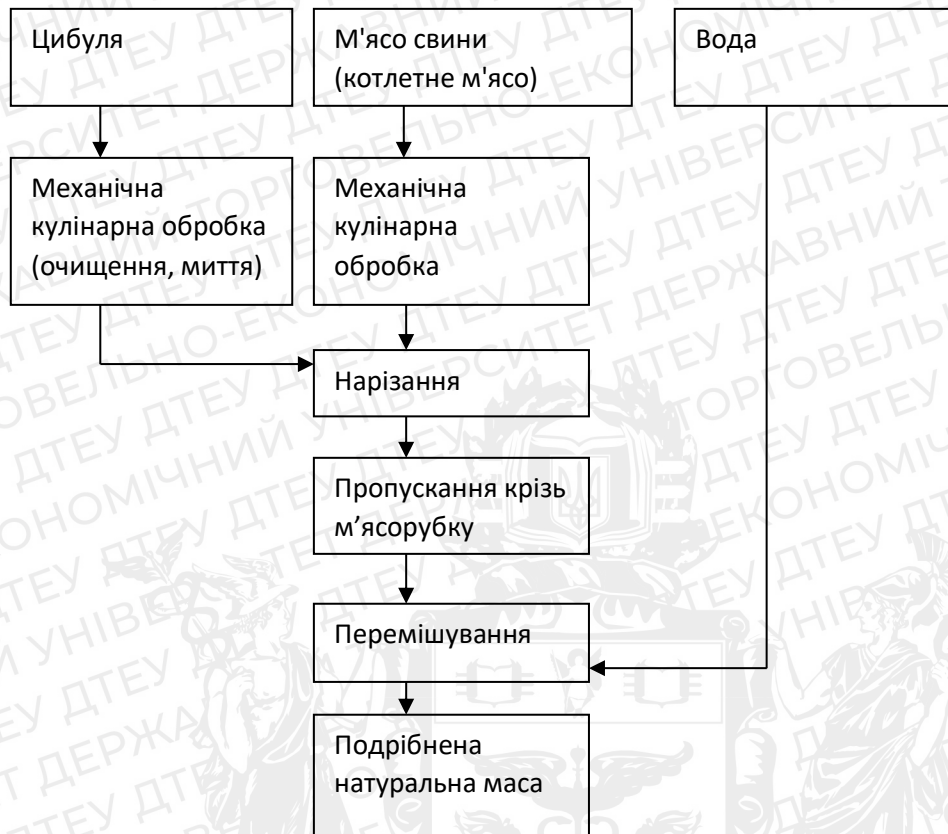 Цибуля
М'ясо свини
(котлетне м'ясо)
Вода
Механічна
кулінарна обробка
(очищення, миття)
Механічна
кулінарна
обробка
Нарізання
Пропускання крізь
м’ясорубку
Перемішування
Подрібнена
натуральна маса